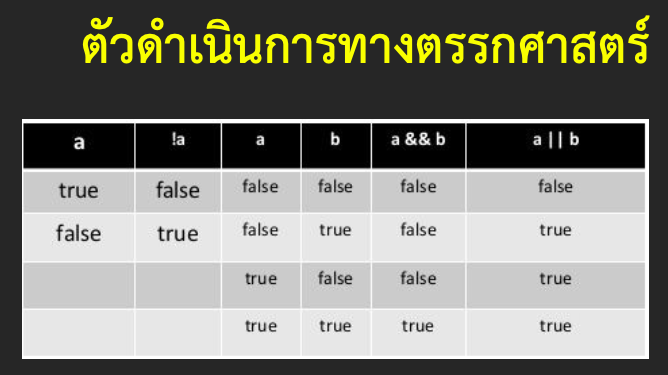 ตัวดำเนินการทางตรรกศาสตร์
a !a a b a && b a || b
true false false false false false
false true false true false true
true false false true
true true true true